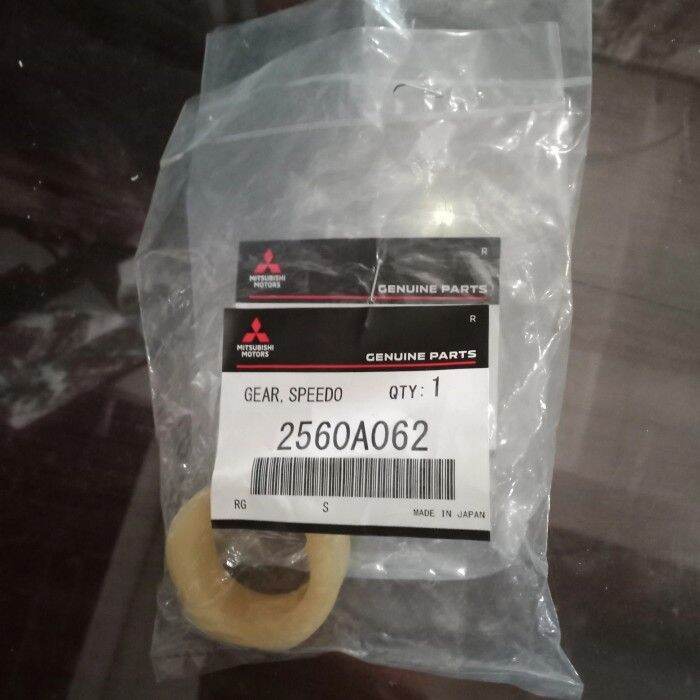 R
MITSUBISHI
MOTORS
GENUINE PARTS
R
MITSUBISHI
MOTORS
GENUINE PARTS
GEAR, SPEEDO QTY: 1
2560A062
RG S MADE IN JAPAN